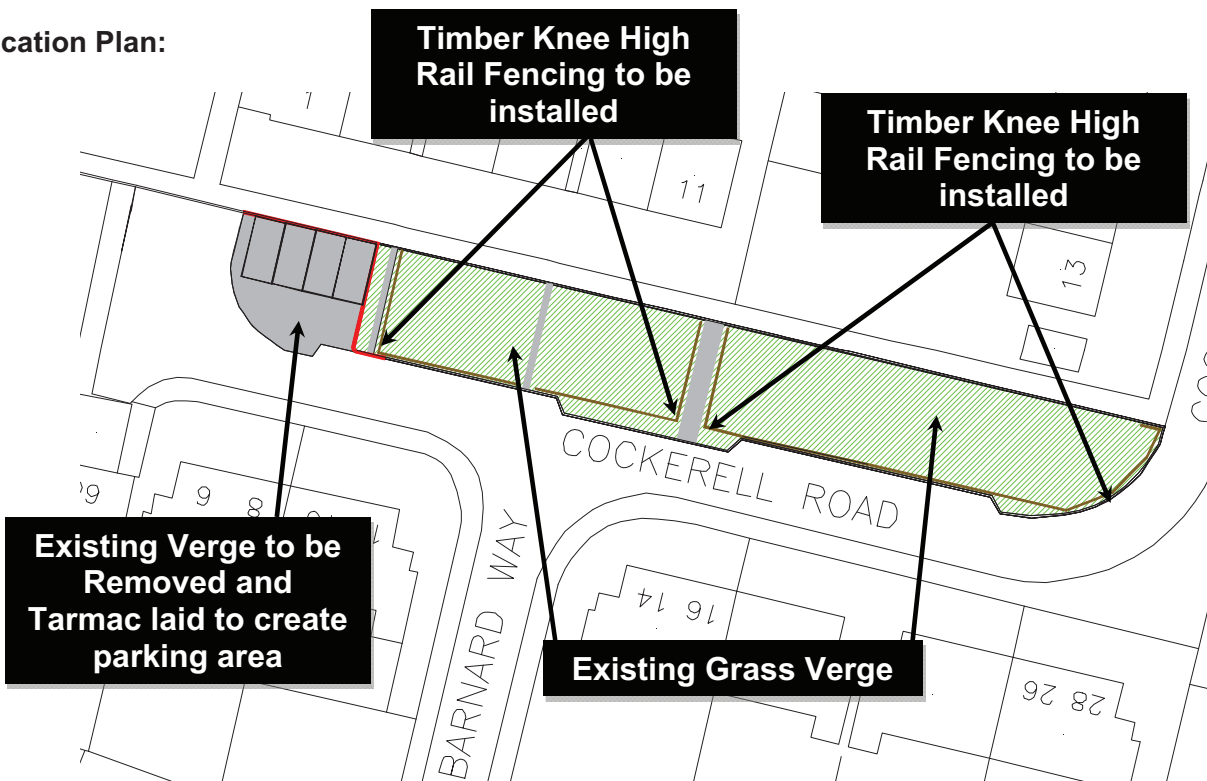 cation Plan:
Timber Knee High
Rail Fencing to be
installed
Timber Knee High
Rail Fencing to be
installed
11
13
COCKERELL ROAD
BARNARD WAY
9
8
16 14
28 26
Existing Verge to be
Removed and
Tarmac laid to create
parking area
Existing Grass Verge